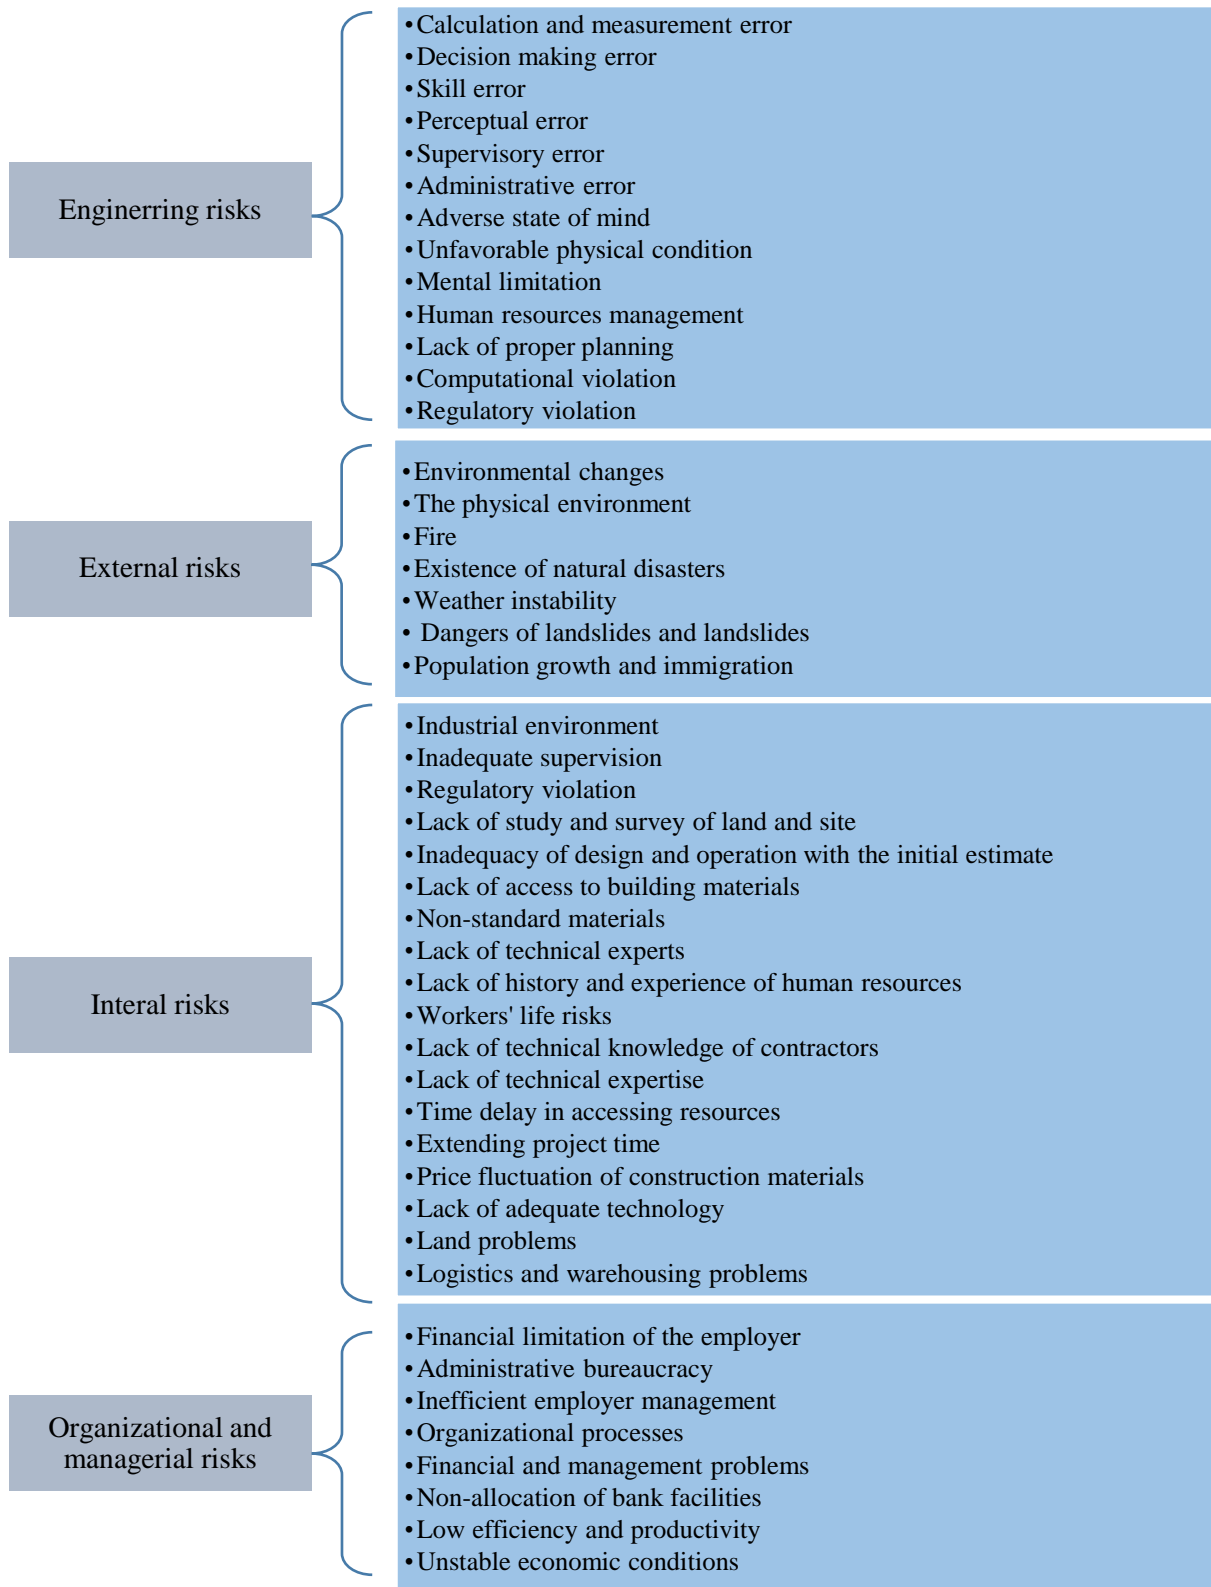 Enginerring risks
•Calculation and measurement error
•Decision making error
•Skill error
•Perceptual error
•Supervisory error
•Administrative error
•Adverse state of mind
•Unfavorable physical condition
•Mental limitation
•Human resources management
•Lack of proper planning
•Computational violation
•Regulatory violation
External risks
•Environmental changes
•The physical environment
•Fire
•Existence of natural disasters
•Weather instability
• Dangers of landslides and landslides
•Population growth and immigration
Interal risks
•Industrial environment
•Inadequate supervision
•Regulatory violation
•Lack of study and survey of land and site
•Inadequacy of design and operation with the initial estimate
•Lack of access to building materials
•Non-standard materials
•Lack of technical experts
•Lack of history and experience of human resources
•Workers' life risks
•Lack of technical knowledge of contractors
•Lack of technical expertise
•Time delay in accessing resources
•Extending project time
•Price fluctuation of construction materials
•Lack of adequate technology
•Land problems
•Logistics and warehousing problems
Organizational and
managerial risks
•Financial limitation of the employer
•Administrative bureaucracy
•Inefficient employer management
•Organizational processes
•Financial and management problems
•Non-allocation of bank facilities
•Low efficiency and productivity
•Unstable economic conditions